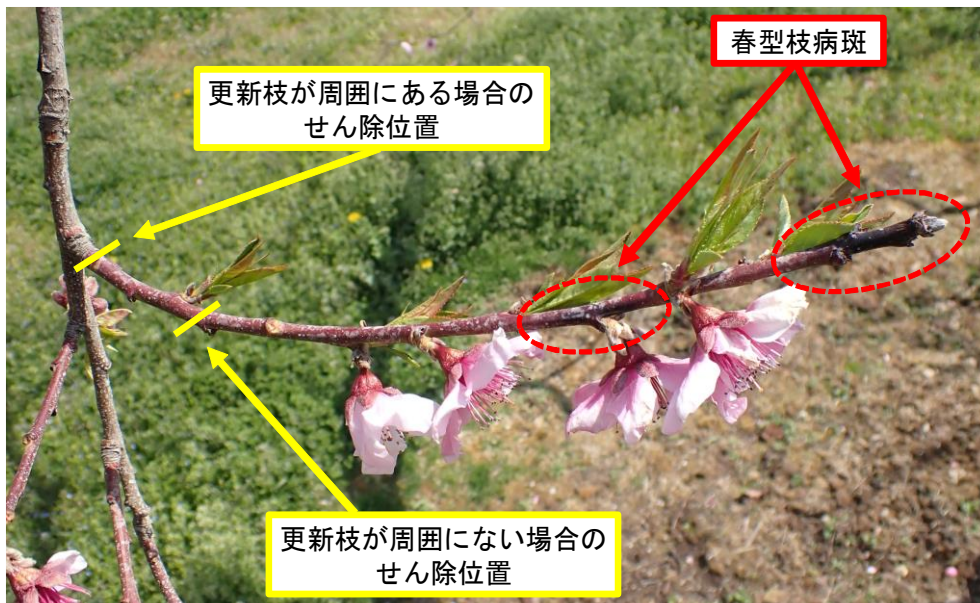 春型枝病斑
更新枝が周囲にある場合の
せん除位置
更新枝が周囲にない場合の
せん除位置